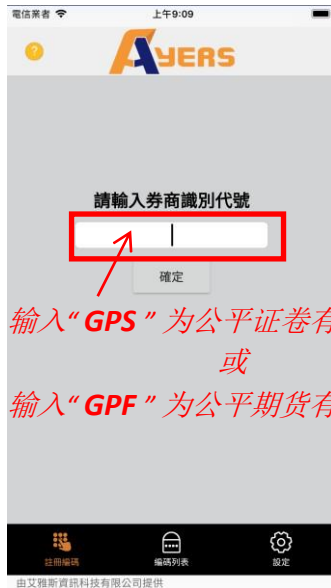 電信業者 上午9:09
?
AYERS
請輸入券商識別代號
確定
输入“ GPS ” 为公平证卷有
或
输入“ GPF ” 为公平期货有
註冊編碼 編碼列表 設定
由艾雅斯資訊科技有限公司提供